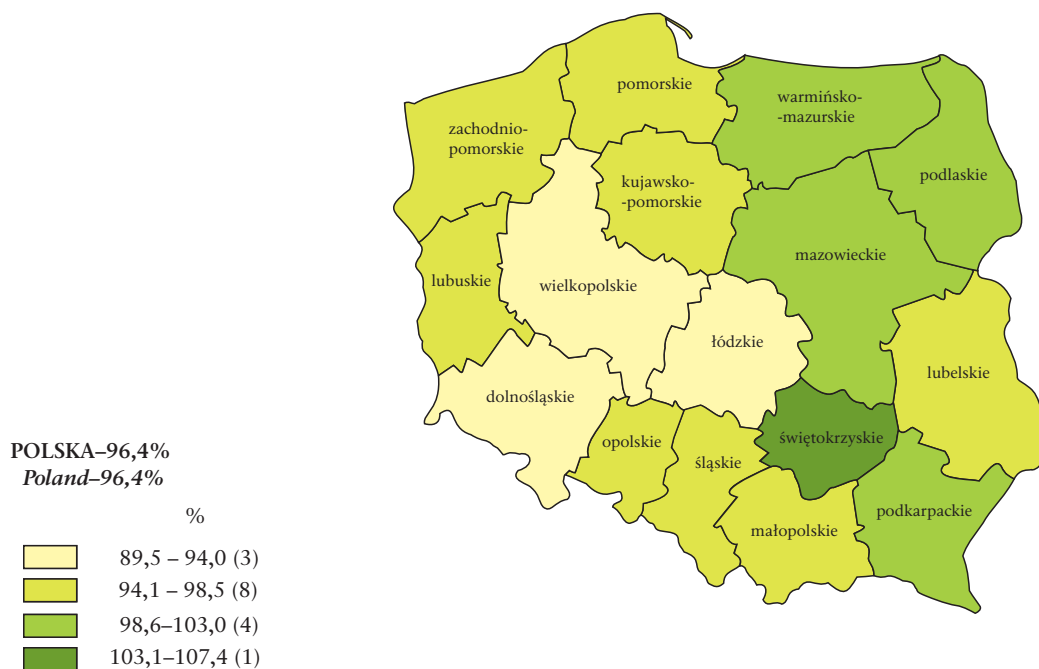 pomorskie
warmińsko-
-mazurskie
zachodnio-
pomorskie
podlaskie
kujawsko-
-pomorskie
mazowieckie
lubuskie
wielkopolskie
łódzkie
lubelskie
dolnośląskie
opolskie
świętokrzyskie
śląskie
podkarpackie
małopolskie
POLSKA–96,4%
Poland–96,4%
%
89,5 – 94,0 (3)
94,1 – 98,5 (8)
98,6–103,0 (4)
103,1–107,4 (1)